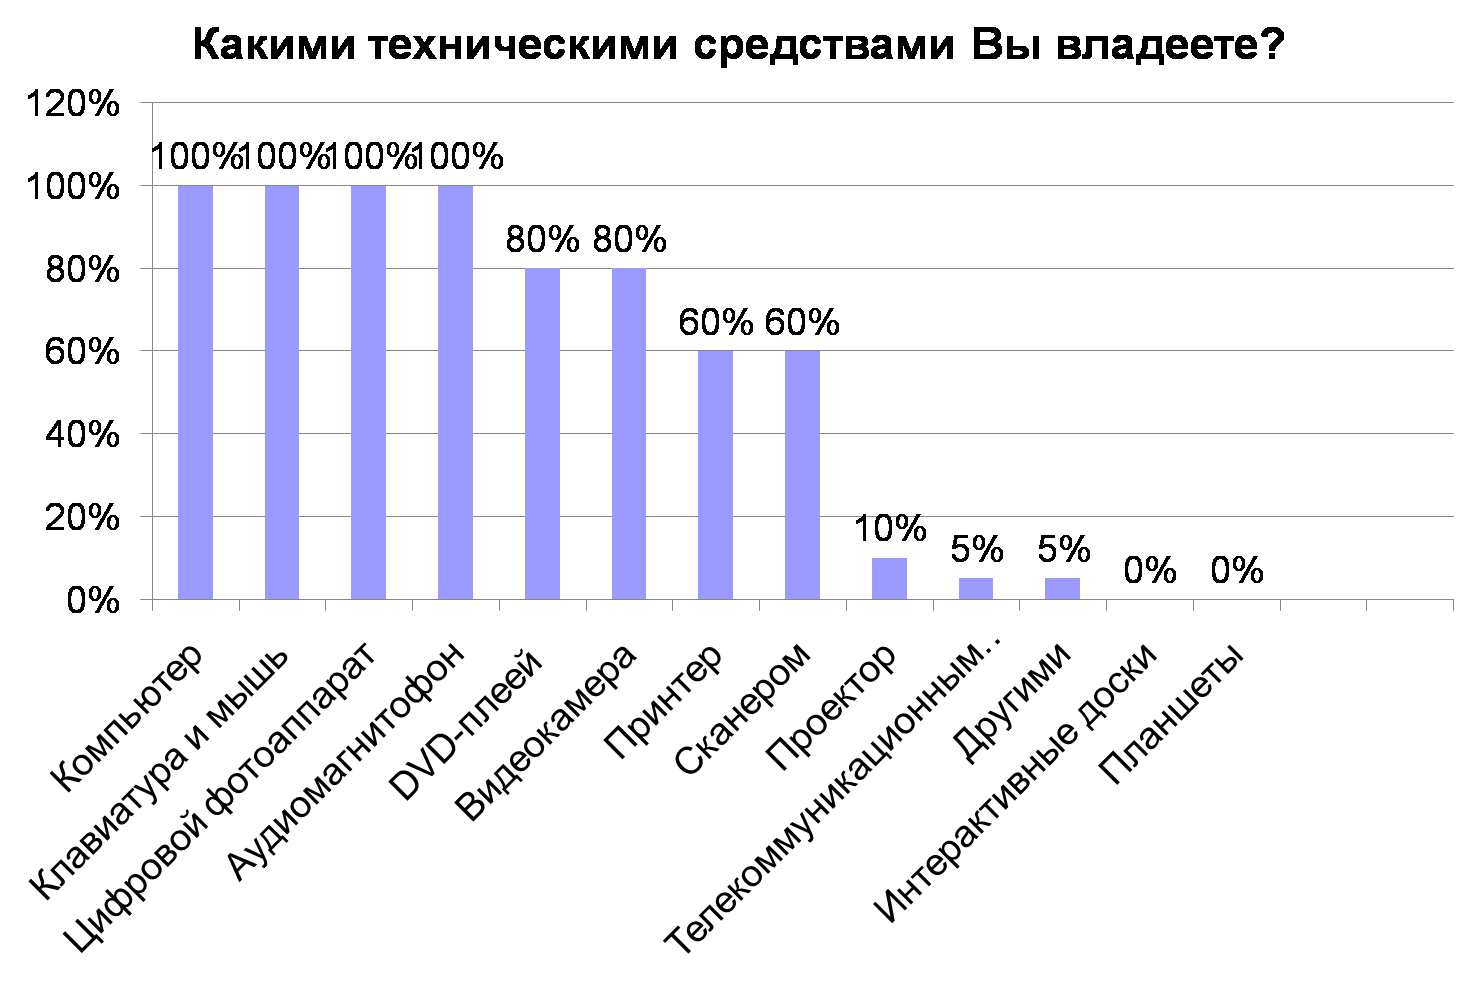 Какими техническими средствами Вы владеете?
120%
100%
80%
60%
40%
20%
0%
100%
100%
100%
100%
80%
80%
60%
60%
10%
5%
5%
0%
0%
Компьютер
Клавиатура и мышь
Цифровой фотоаппарат
Аудиомагнитофон
DVD-плеей
Видеокамера
Принтер
Сканером
Проектор
Телекоммуникационным..
Другими
Интерактивные доски
Планшеты